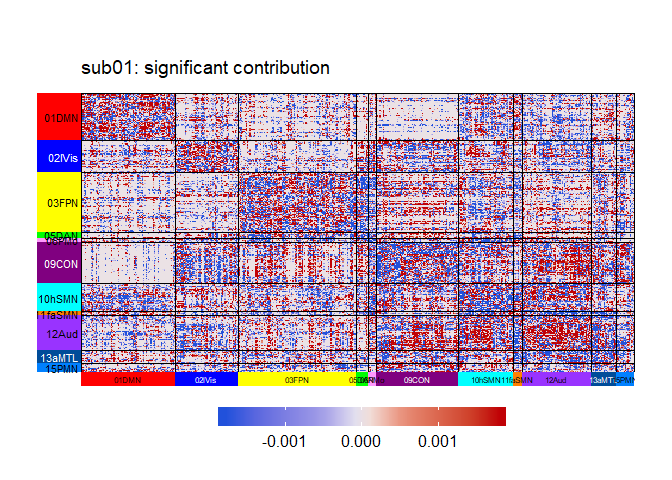 sub01: significant contribution
01DMN
02lVis
03FPN
05DAN
09CON
10hSMN
11faSMN
12Aud
13aMTL
15PMN
01DMN
02lVis
03FPN
09CON
10hSMN
11faSMN
12Aud
-0.001
0.000
0.001